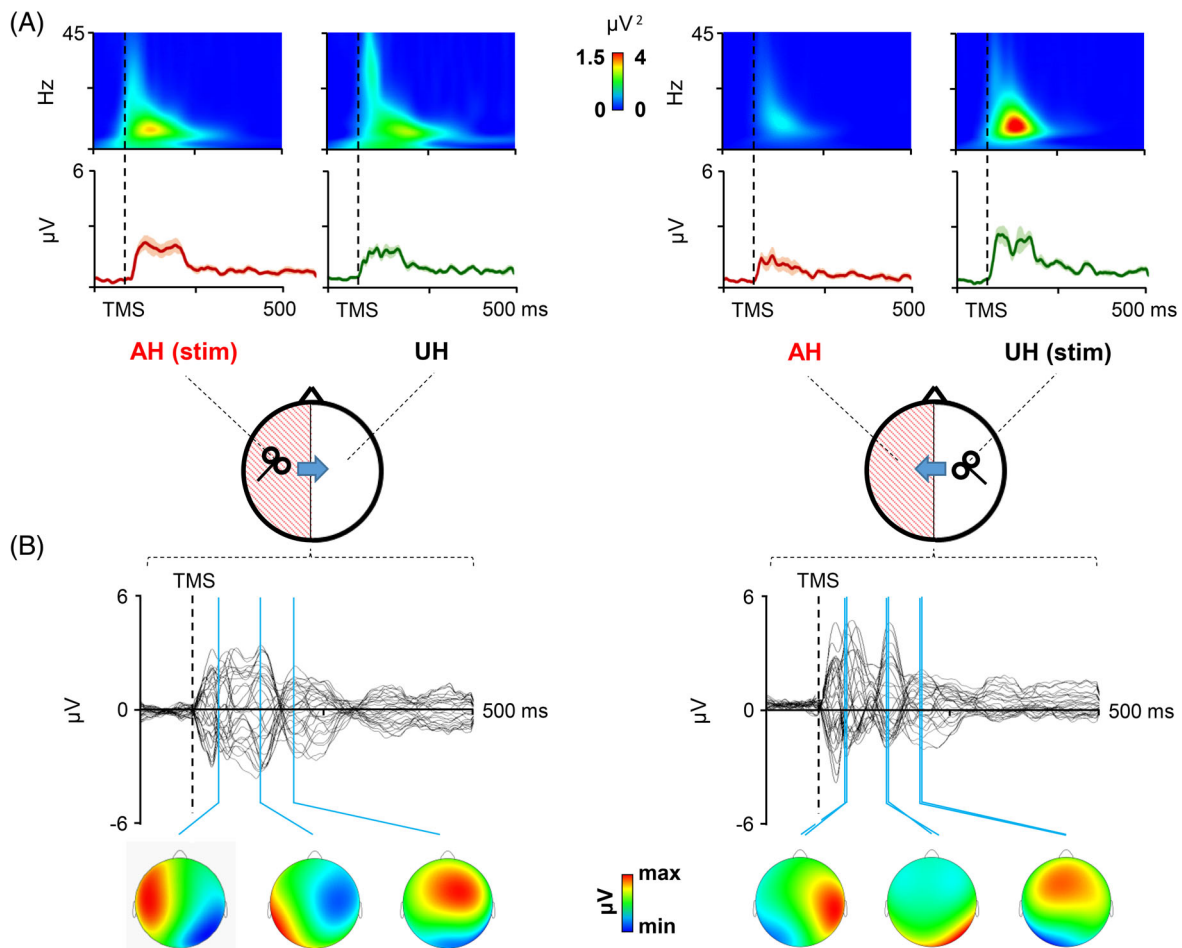 (A)
45
Hz
µV²
1.5 4
0 0
45
Hz
500
500
6
µV
TMS
TMS
500 ms
6
µV
TMS
500
TMS
500 ms
AH (stim)
UH
AH
UH (stim)
(B)
TMS
6
µV
0
500 ms
-6
TMS
6
µV
0
500 ms
-6
µV
max
min